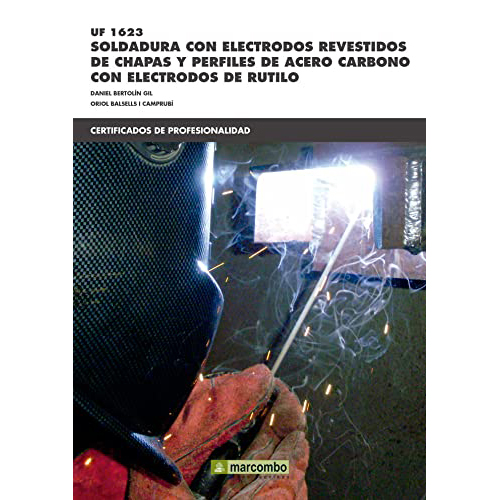 UF 1623
SOLDADURA CON ELECTRODOS REVESTIDOS
DE CHAPAS Y PERFILES DE ACERO CARBONO
CON ELECTRODOS DE RUTILO
DANIEL BERTOLÍN GIL
ORIOL BALSELLS I CAMPRUBÍ
CERTIFICADOS DE PROFESIONALIDAD
marcombo